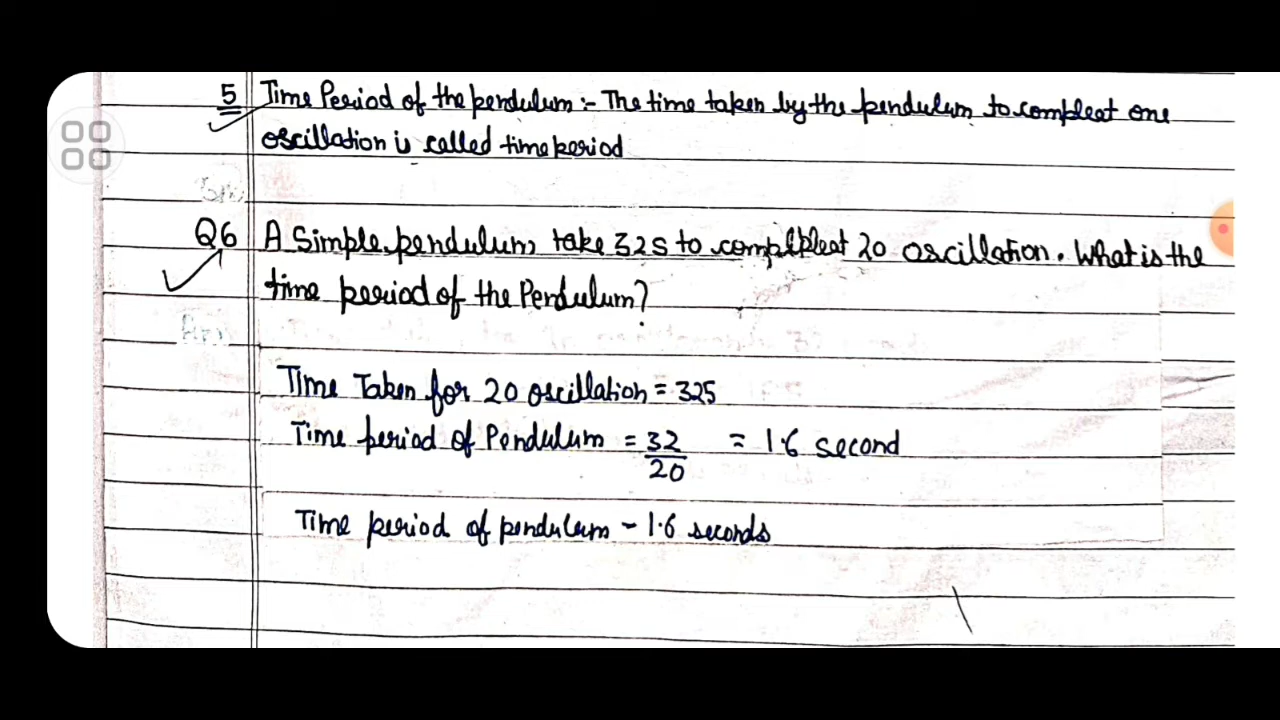 5 Time Period of the pendulum :- The time taken by the pendulum to compleat one
oscillation is called time period
Q6 A Simple pendulum take 32s to complpleat 20 oscillation. What is the
time period of the Pendulum?
Time Taken for 20 oscillation = 32s
Time period of Pendulum = 32/20 = 1.6 second
Time period of pendulum - 1.6 seconds